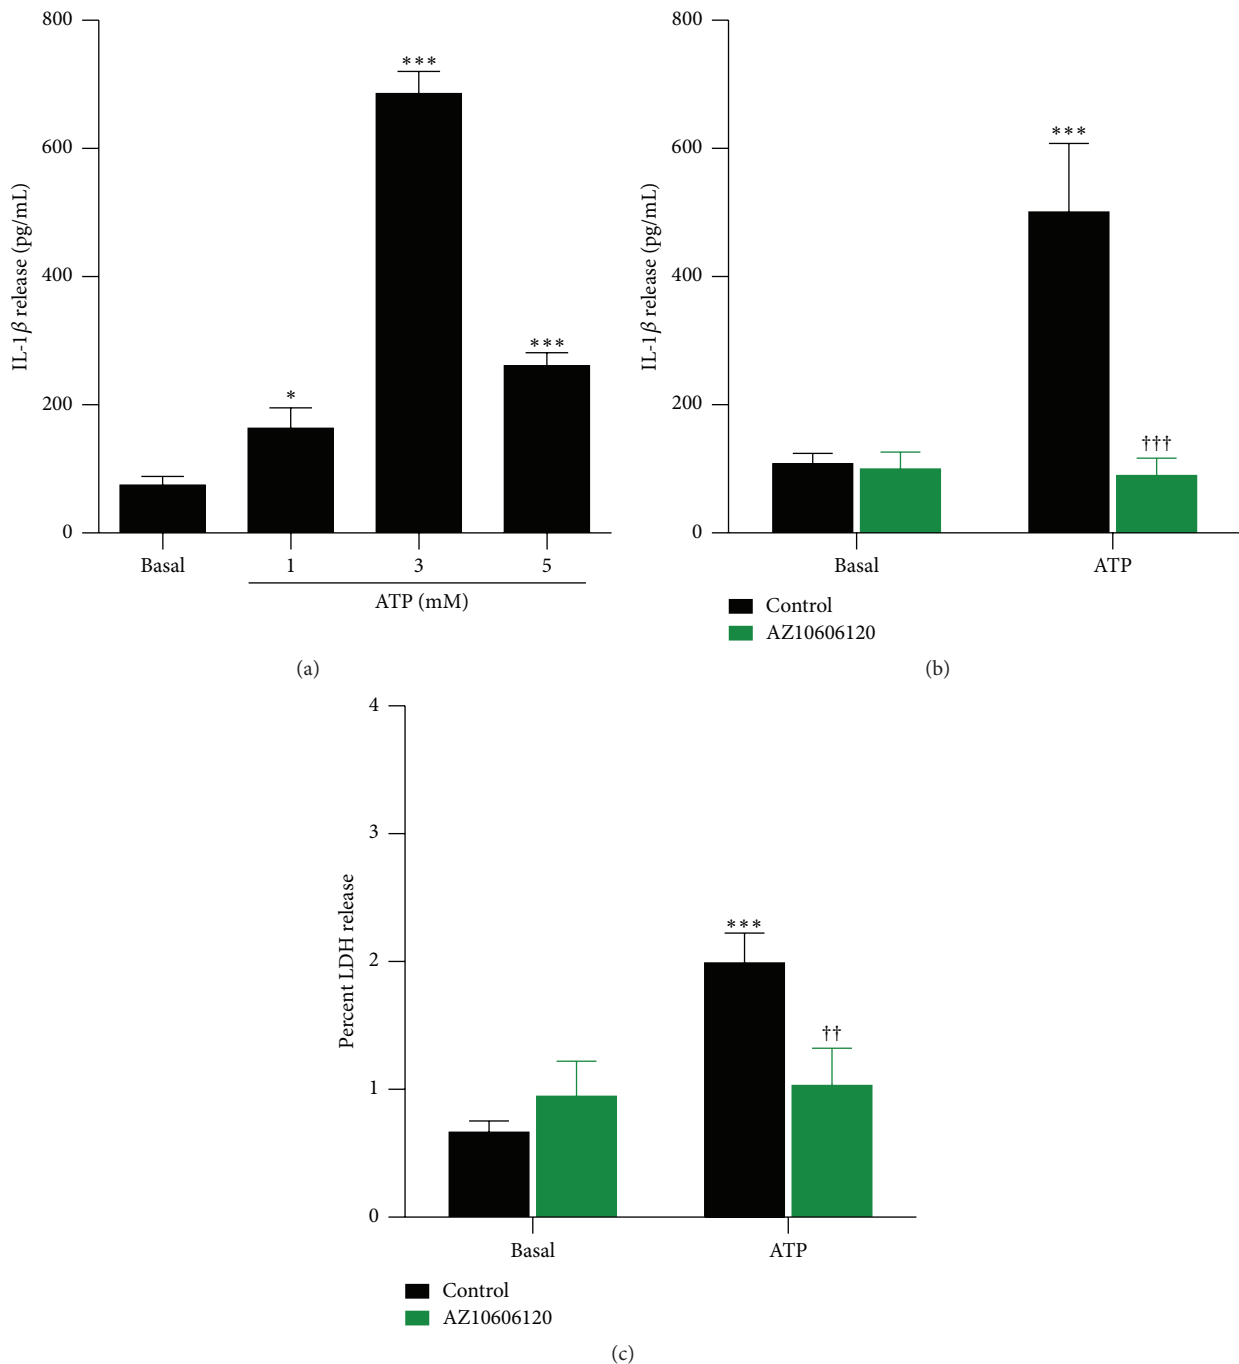 800
600
400
200
0
IL-1β release (pg/mL)
***
*
***
Basal
1
3
5
ATP (mM)
(a)
800
600
400
200
0
IL-1β release (pg/mL)
***
†††
Basal
ATP
Control
AZ10606120
(b)
4
3
2
1
0
Percent LDH release
***
††
Basal
ATP
Control
AZ10606120
(c)